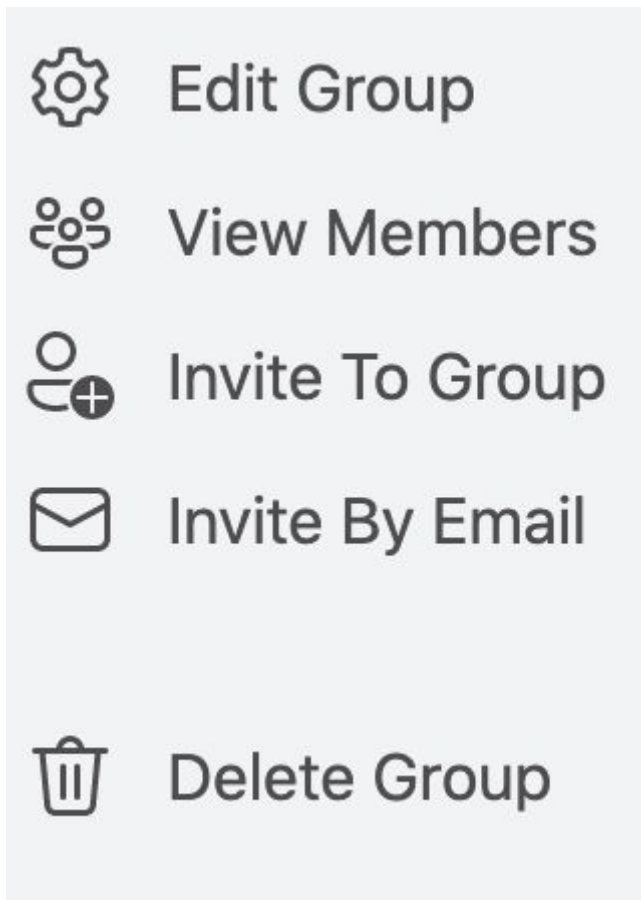 Edit Group
View Members
Invite To Group
Invite By Email
Delete Group